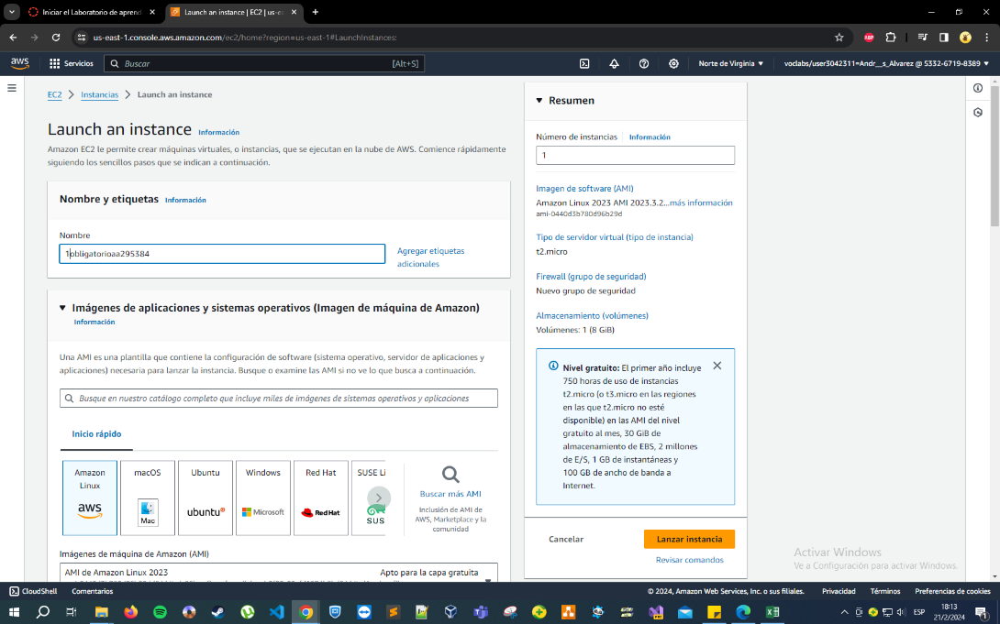 Iniciar el Laboratorio de aprend
Launch an instance | EC2 | us-e
us-east-1.console.aws.amazon.com/ec2/home?region=us-east-1#LaunchInstances:
ABP
aws
Servicios
Buscar
[Alt+S]
Norte de Virginia
voclabs/user3042311=Andr__s_Alvarez @ 5332-6719-8389
EC2
Instancias
Launch an instance
Launch an instance
Información
Amazon EC2 le permite crear máquinas virtuales, o instancias, que se ejecutan en la nube de AWS. Comience rápidamente
siguiendo los sencillos pasos que se indican a continuación.
Nombre y etiquetas
Información
Nombre
1obligatorioaa295384
Agregar etiquetas
adicionales
Imágenes de aplicaciones y sistemas operativos (Imagen de máquina de Amazon)
Información
Una AMI es una plantilla que contiene la configuración de software (sistema operativo, servidor de aplicaciones y
aplicaciones) necesaria para lanzar la instancia. Busque o examine las AMI si no ve lo que busca a continuación.
Busque en nuestro catálogo completo que incluye miles de imágenes de sistemas operativos y aplicaciones
Inicio rápido
Amazon
Linux
aws
macOS
Mac
Ubuntu
ubuntu
Windows
Microsoft
Red Hat
Red Hat
SUSE Li
SUS
Buscar más AMI
Inclusión de AMI de
AWS, Marketplace y la
comunidad
Imágenes de máquina de Amazon (AMI)
AMI de Amazon Linux 2023
Apto para la capa gratuita
Resumen
Número de instancias
Información
1
Imagen de software (AMI)
Amazon Linux 2023 AMI 2023.3.2...más información
ami-0440d3b780d96b29d
Tipo de servidor virtual (tipo de instancia)
t2.micro
Firewall (grupo de seguridad)
Nuevo grupo de seguridad
Almacenamiento (volúmenes)
Volúmenes: 1 (8 GiB)
Nivel gratuito: El primer año incluye
750 horas de uso de instancias
t2.micro (o t3.micro en las regiones
en las que t2.micro no esté
disponible) en las AMI del nivel
gratuito al mes, 30 GiB de
almacenamiento de EBS, 2 millones
de E/S, 1 GB de instantáneas y
100 GB de ancho de banda a
Internet.
Cancelar
Lanzar instancia
Revisar comandos
Activar Windows
Ve a Configuración para activar Windows.
CloudShell
Comentarios
© 2024, Amazon Web Services, Inc. o sus filiales.
Privacidad
Términos
Preferencias de cookies
ESP
18:13
21/2/2024